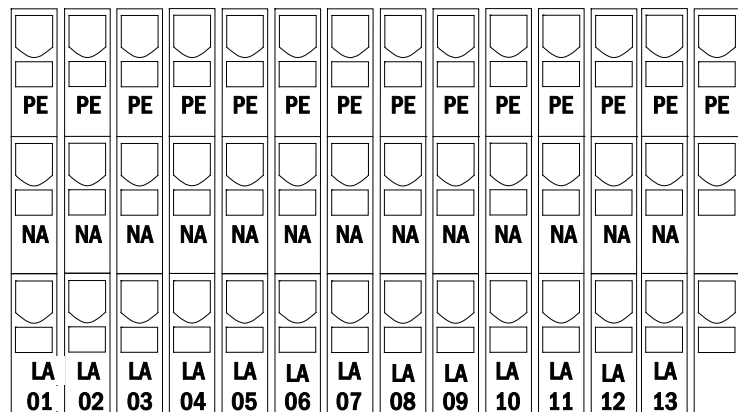 PE PE PE PE PE PE PE PE PE PE PE PE PE PE
NA NA NA NA NA NA NA NA NA NA NA NA NA
LA LA LA LA LA LA LA LA LA LA LA LA LA
01 02 03 04 05 06 07 08 09 10 11 12 13